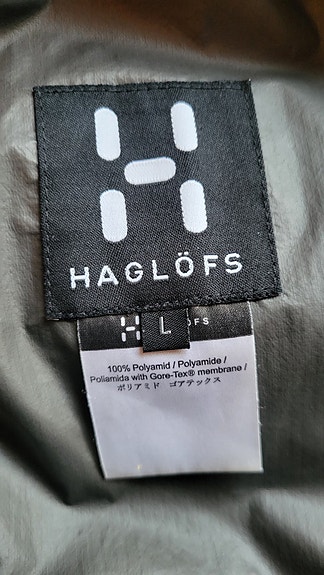 HAGLÖFS
L
ÖFS
100% Polyamid / Polyamide /
Poliamida with Gore-Tex® membrane /
ポリアミド ゴアテックス